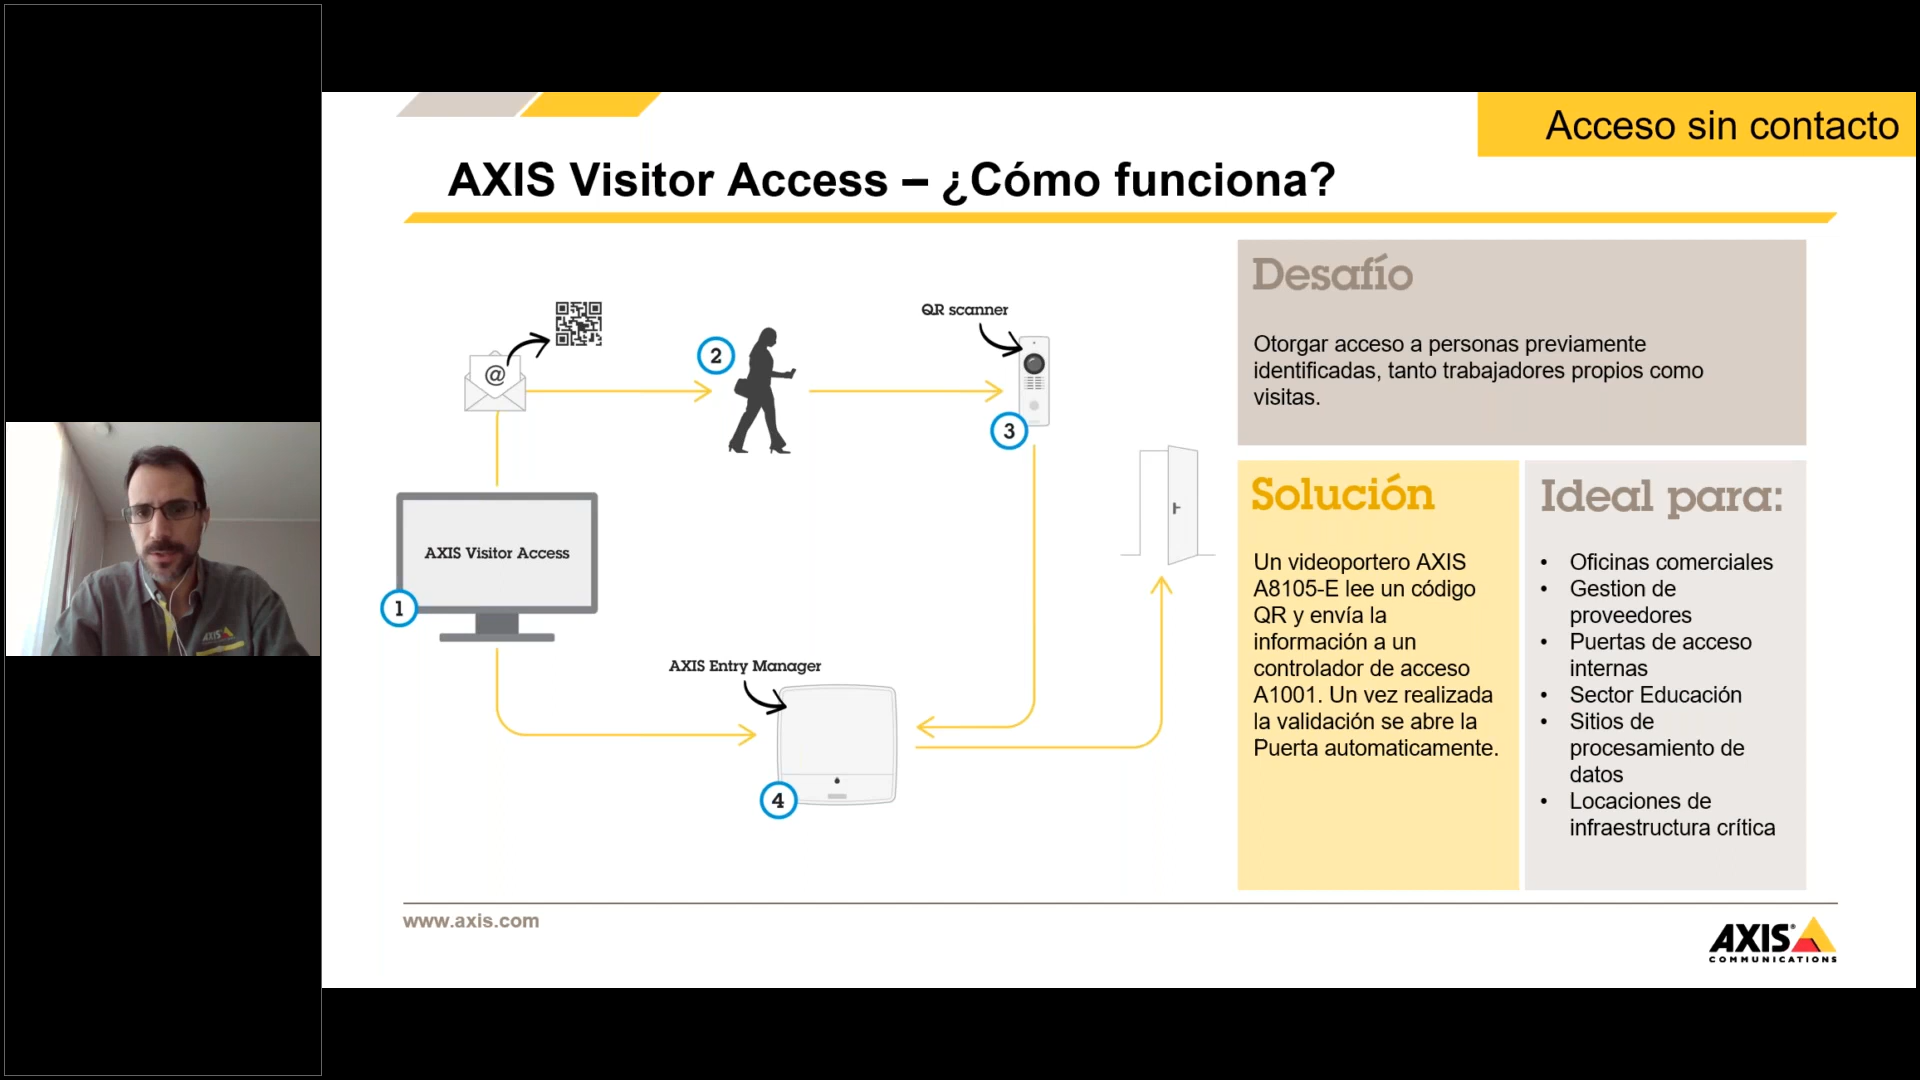 Acceso sin contacto
AXIS Visitor Access – ¿Cómo funciona?
QR scanner
@
2
3
AXIS Visitor Access
1
AXIS Entry Manager
4
Desafío
Otorgar acceso a personas previamente
identificadas, tanto trabajadores propios como
visitas.
Solución
Un videoportero AXIS
A8105-E lee un código
QR y envía la
información a un
controlador de acceso
A1001. Un vez realizada
la validación se abre la
Puerta automaticamente.
Ideal para:
• Oficinas comerciales
• Gestion de
proveedores
• Puertas de acceso
internas
• Sector Educación
• Sitios de
procesamiento de
datos
• Locaciones de
infraestructura crítica
www.axis.com
AXIS
COMMUNICATIONS
AXIS